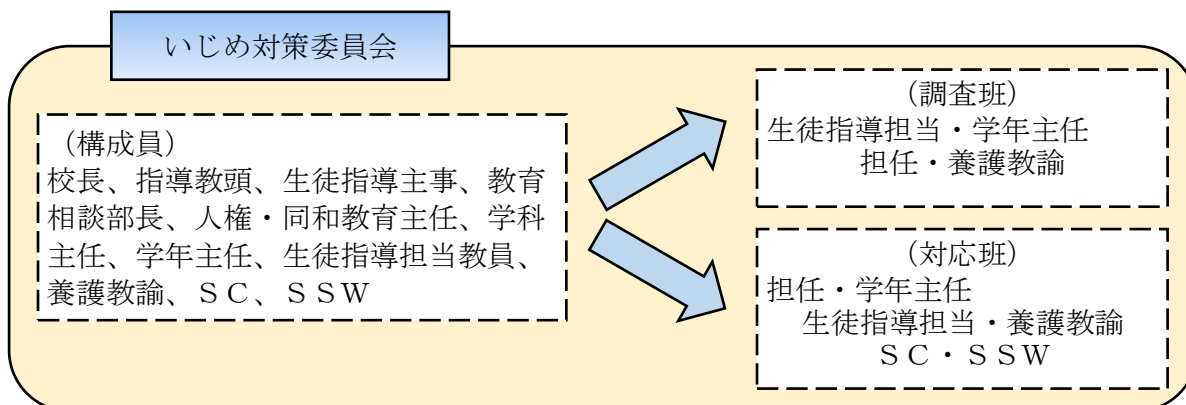 いじめ対策委員会
（構成員）
校長、指導教頭、生徒指導主事、教育
相談部長、人権・同和教育主任、学科
主任、学年主任、生徒指導担当教員、
養護教諭、ＳＣ、ＳＳＷ
（調査班）
生徒指導担当・学年主任
担任・養護教諭
（対応班）
担任・学年主任
生徒指導担当・養護教諭
ＳＣ・ＳＳＷ